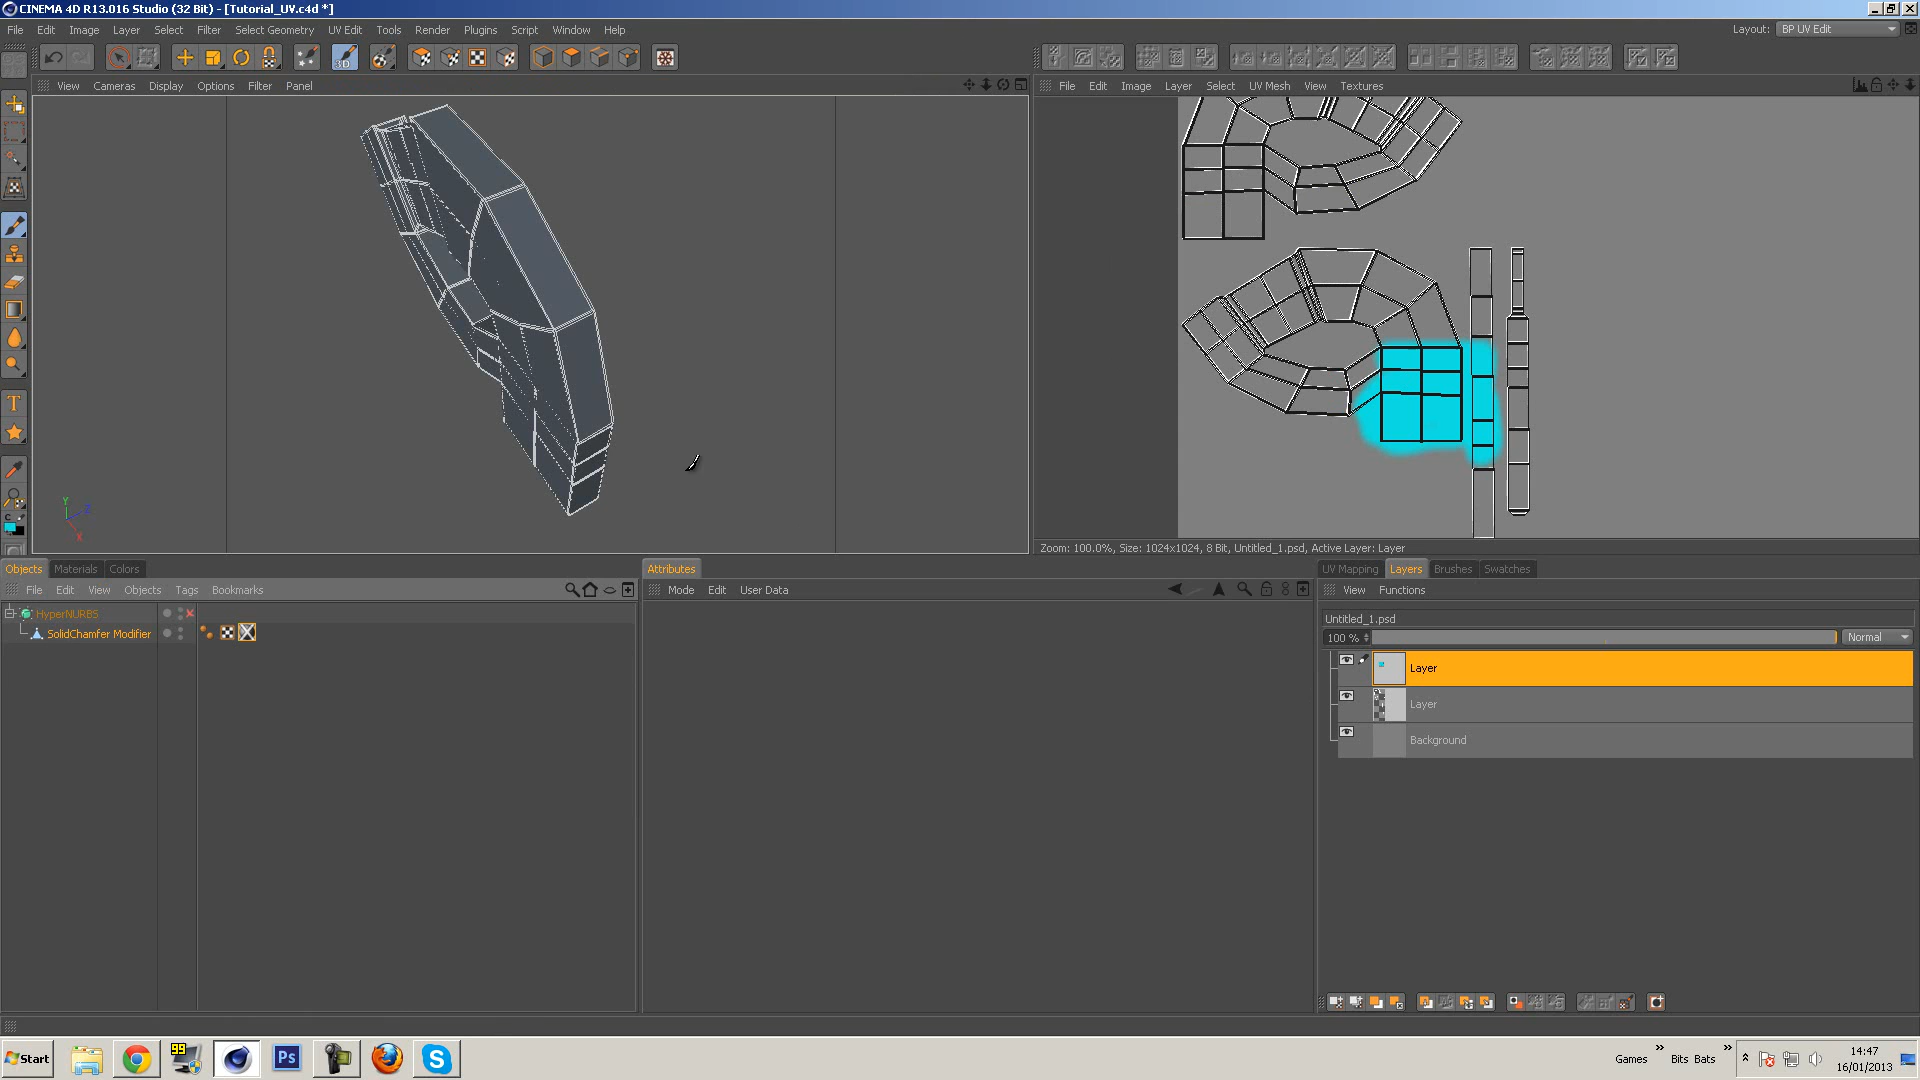 CINEMA 4D R13.016 Studio (32 Bit) - [Tutorial_UV.c4d *]
File Edit Image Layer Select Filter Select Geometry UV Edit Tools Render Plugins Script Window Help
Layout: BP UV Edit
3D
View Cameras Display Options Filter Panel
File Edit Image Layer Select UV Mesh View Textures
T
C
Y
Z
X
Zoom: 100.0%, Size: 1024x1024, 8 Bit, Untitled_1.psd, Active Layer: Layer
Objects Materials Colors
File Edit View Objects Tags Bookmarks
HyperNURBS
SolidChamfer Modifier
Attributes
Mode Edit User Data
UV Mapping Layers Brushes Swatches
View Functions
Untitled_1.psd
100 % Normal
Layer
Layer
Background
Start
99
Ps
S
Games » Bits Bats »
14:47
16/01/2013